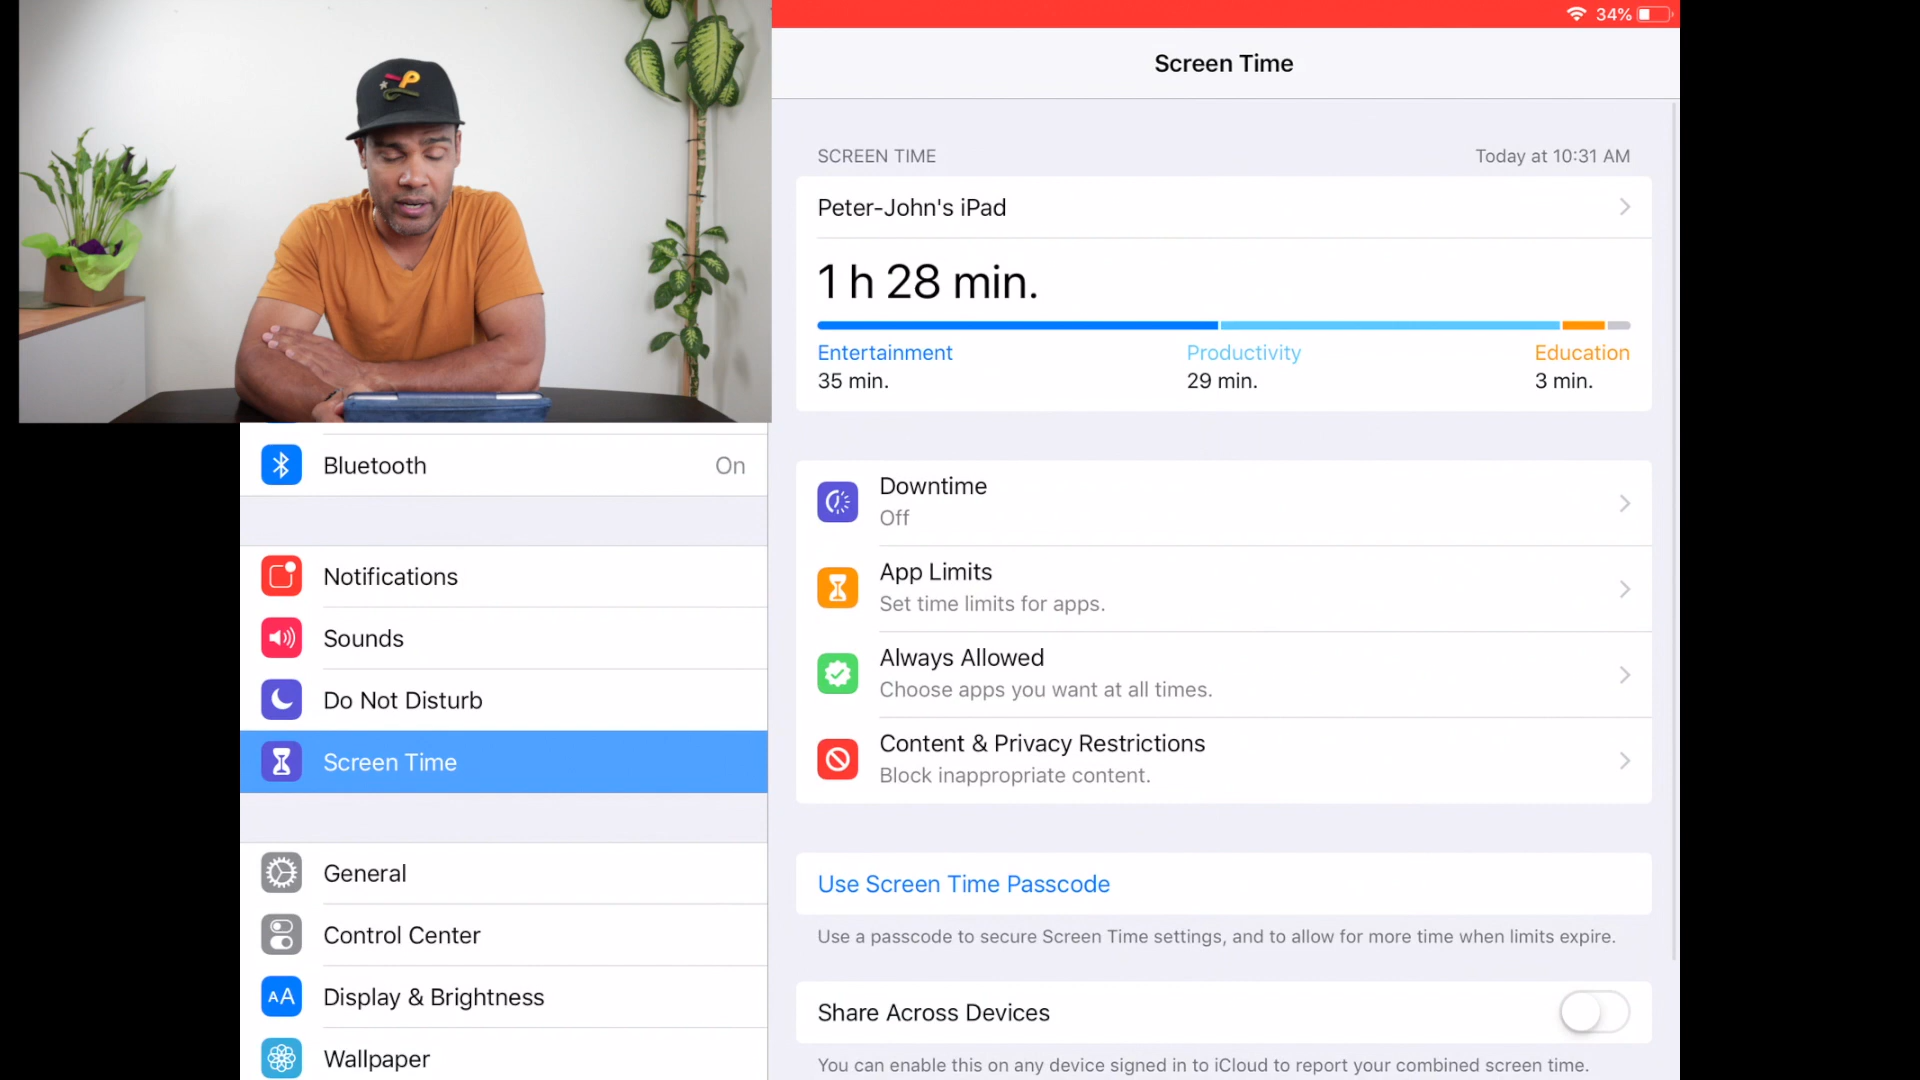 34%
Screen Time
SCREEN TIME
Today at 10:31 AM
Peter-John's iPad
1 h 28 min.
Entertainment
Productivity
Education
35 min.
29 min.
3 min.
Bluetooth
On
Notifications
Sounds
Do Not Disturb
Screen Time
General
Control Center
AA Display & Brightness
Wallpaper
Downtime
Off
App Limits
Set time limits for apps.
Always Allowed
Choose apps you want at all times.
Content & Privacy Restrictions
Block inappropriate content.
Use Screen Time Passcode
Use a passcode to secure Screen Time settings, and to allow for more time when limits expire.
Share Across Devices
You can enable this on any device signed in to iCloud to report your combined screen time.
P